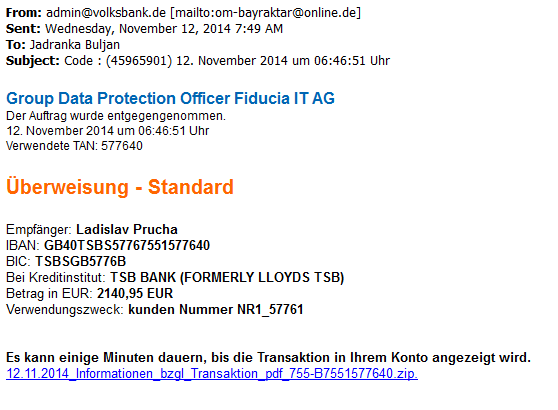 From: admin@volksbank.de [mailto:om-bayraktar@online.de]
Sent: Wednesday, November 12, 2014 7:49 AM
To: Jadranka Buljan
Subject: Code : (45965901) 12. November 2014 um 06:46:51 Uhr
Group Data Protection Officer Fiducia IT AG
Der Auftrag wurde entgegengenommen.
12. November 2014 um 06:46:51 Uhr
Verwendete TAN: 577640
Überweisung - Standard
Empfänger: Ladislav Prucha
IBAN: GB40TSBS57767551577640
BIC: TSBSGB5776B
Bei Kreditinstitut: TSB BANK (FORMERLY LLOYDS TSB)
Betrag in EUR: 2140,95 EUR
Verwendungszweck: kunden Nummer NR1_57761
Es kann einige Minuten dauern, bis die Transaktion in Ihrem Konto angezeigt wird.
12.11.2014_Informationen_bzgl_Transaktion_pdf_755-B7551577640.zip.